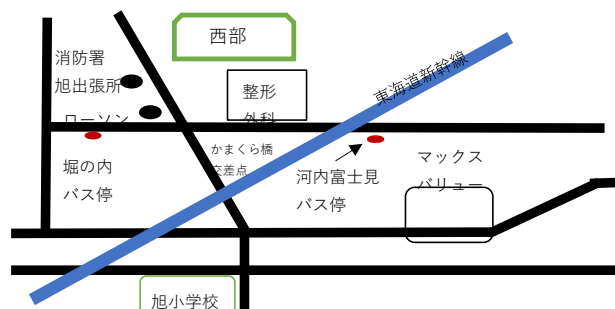 西部
消防署
旭出張所
ローソン
整形
外科
東海道新幹線
かまくら橋
交差点
堀の内
バス停
河内富士見
バス停
マックス
バリュー
旭小学校